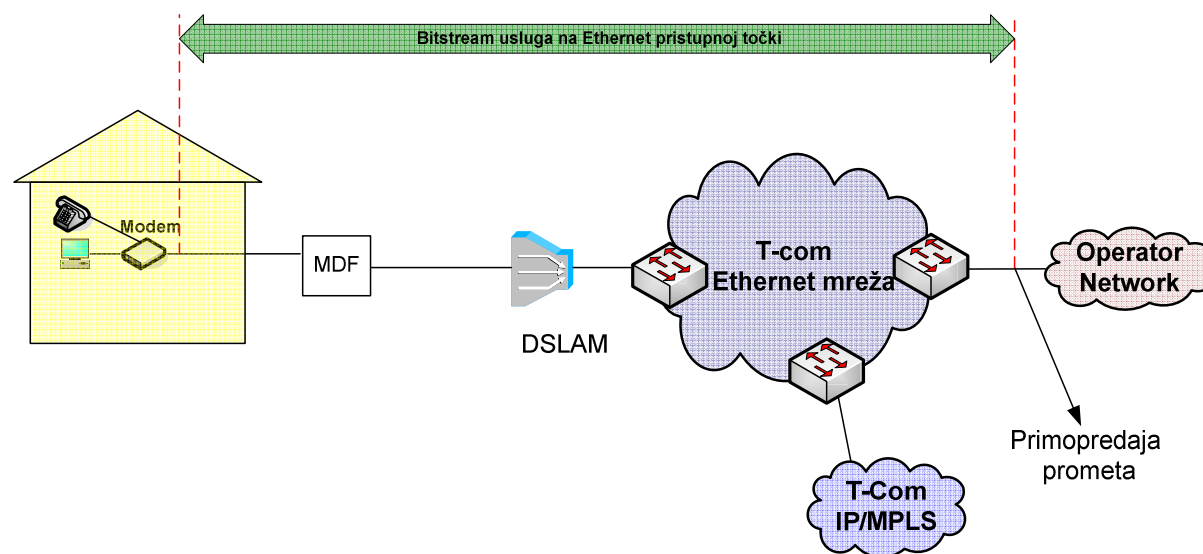 Bitstream usluga na Ethernet pristupnoj točki
Modem
MDF
DSLAM
T-com
Ethernet mreža
Operator
Network
Primopredaja
prometa
T-Com
IP/MPLS